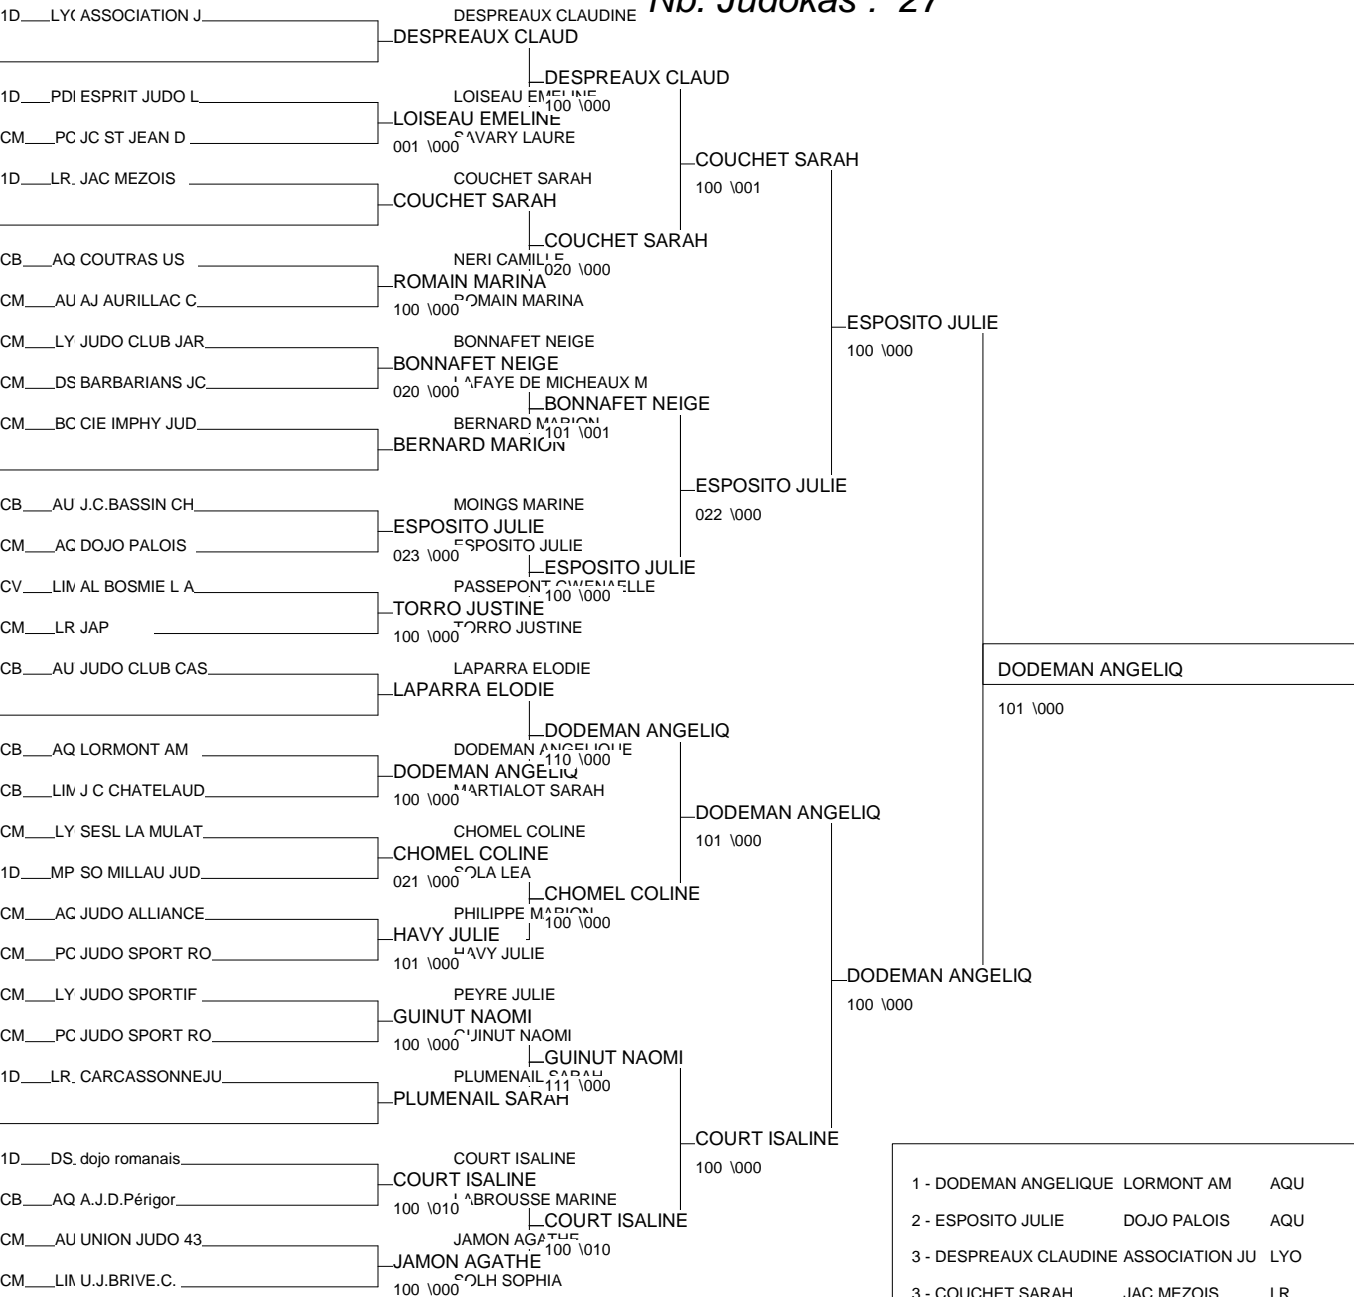 Nb. Judokas : 27
1D LY ASSOCIATION J DESPREAUX CLAUDINE
DESPREAUX CLAUD
DESPREAUX CLAUD
1D PD ESPRIT JUDO L LOISEAU EMELINE
100 \000
LOISEAU EMELINE
CM PO JC ST JEAN D SAVARY LAURE
001 \000
COUCHET SARAH
1D LR JAC MEZOIS COUCHET SARAH
100 \001
COUCHET SARAH
COUCHET SARAH
CB AQ COUTRAS US NERI CAMILLE
020 \000
ROMAIN MARINA
CM AU AJ AURILLAC C ROMAIN MARINA
100 \000
ESPOSITO JULIE
CM LY JUDO CLUB JAR BONNAFET NEIGE
100 \000
BONNAFET NEIGE
CM DS BARBARIANS JC LAFAYE DE MICHEAUX M
020 \000
BONNAFET NEIGE
CM BO CIE IMPHY JUD BERNARD MARION
101 \001
BERNARD MARION
ESPOSITO JULIE
CB AU J.C.BASSIN CH MOINGS MARINE
022 \000
ESPOSITO JULIE
CM AQ DOJO PALOIS ESPOSITO JULIE
023 \000
ESPOSITO JULIE
CV LIM AL BOSMIE L A PASSEPONT GWENAELLE
100 \000
TORRO JUSTINE
CM LR JAP TORRO JUSTINE
100 \000
CB AU JUDO CLUB CAS LAPARRA ELODIE
DODEMAN ANGELIQ
LAPARRA ELODIE
101 \000
DODEMAN ANGELIQ
CB AQ LORMONT AM DODEMAN ANGELIQUE
110 \000
DODEMAN ANGELIQ
CB LIM J C CHATELAUD MARTIALOT SARAH
100 \000
DODEMAN ANGELIQ
CM LY SESL LA MULAT CHOMEL COLINE
101 \000
CHOMEL COLINE
1D MP SO MILLAU JUD SOLA LEA
021 \000
CHOMEL COLINE
CM AQ JUDO ALLIANCE PHILIPPE MARION
100 \000
HAVY JULIE
CM PO JUDO SPORT RO HAVY JULIE
101 \000
DODEMAN ANGELIQ
CM LY JUDO SPORTIF PEYRE JULIE
100 \000
GUINUT NAOMI
CM PO JUDO SPORT RO GUINUT NAOMI
100 \000
GUINUT NAOMI
1D LR CARCASSONNEJU PLUMENAIL SARAH
111 \000
PLUMENAIL SARAH
COURT ISALINE
1D DS dojo romanais COURT ISALINE
100 \000
COURT ISALINE
CB AQ A.J.D.Périgor LABROUSSE MARINE
100 \010
COURT ISALINE
CM AU UNION JUDO 43 JAMON AGATHE
100 \010
JAMON AGATHE
CM LIM U.J.BRIVE.C. SOLH SOPHIA
100 \000
1 - DODEMAN ANGELIQUE LORMONT AM AQU
2 - ESPOSITO JULIE DOJO PALOIS AQU
3 - DESPREAUX CLAUDINE ASSOCIATION JU LYO
3 - COUCHET SARAH JAC MEZOIS LR